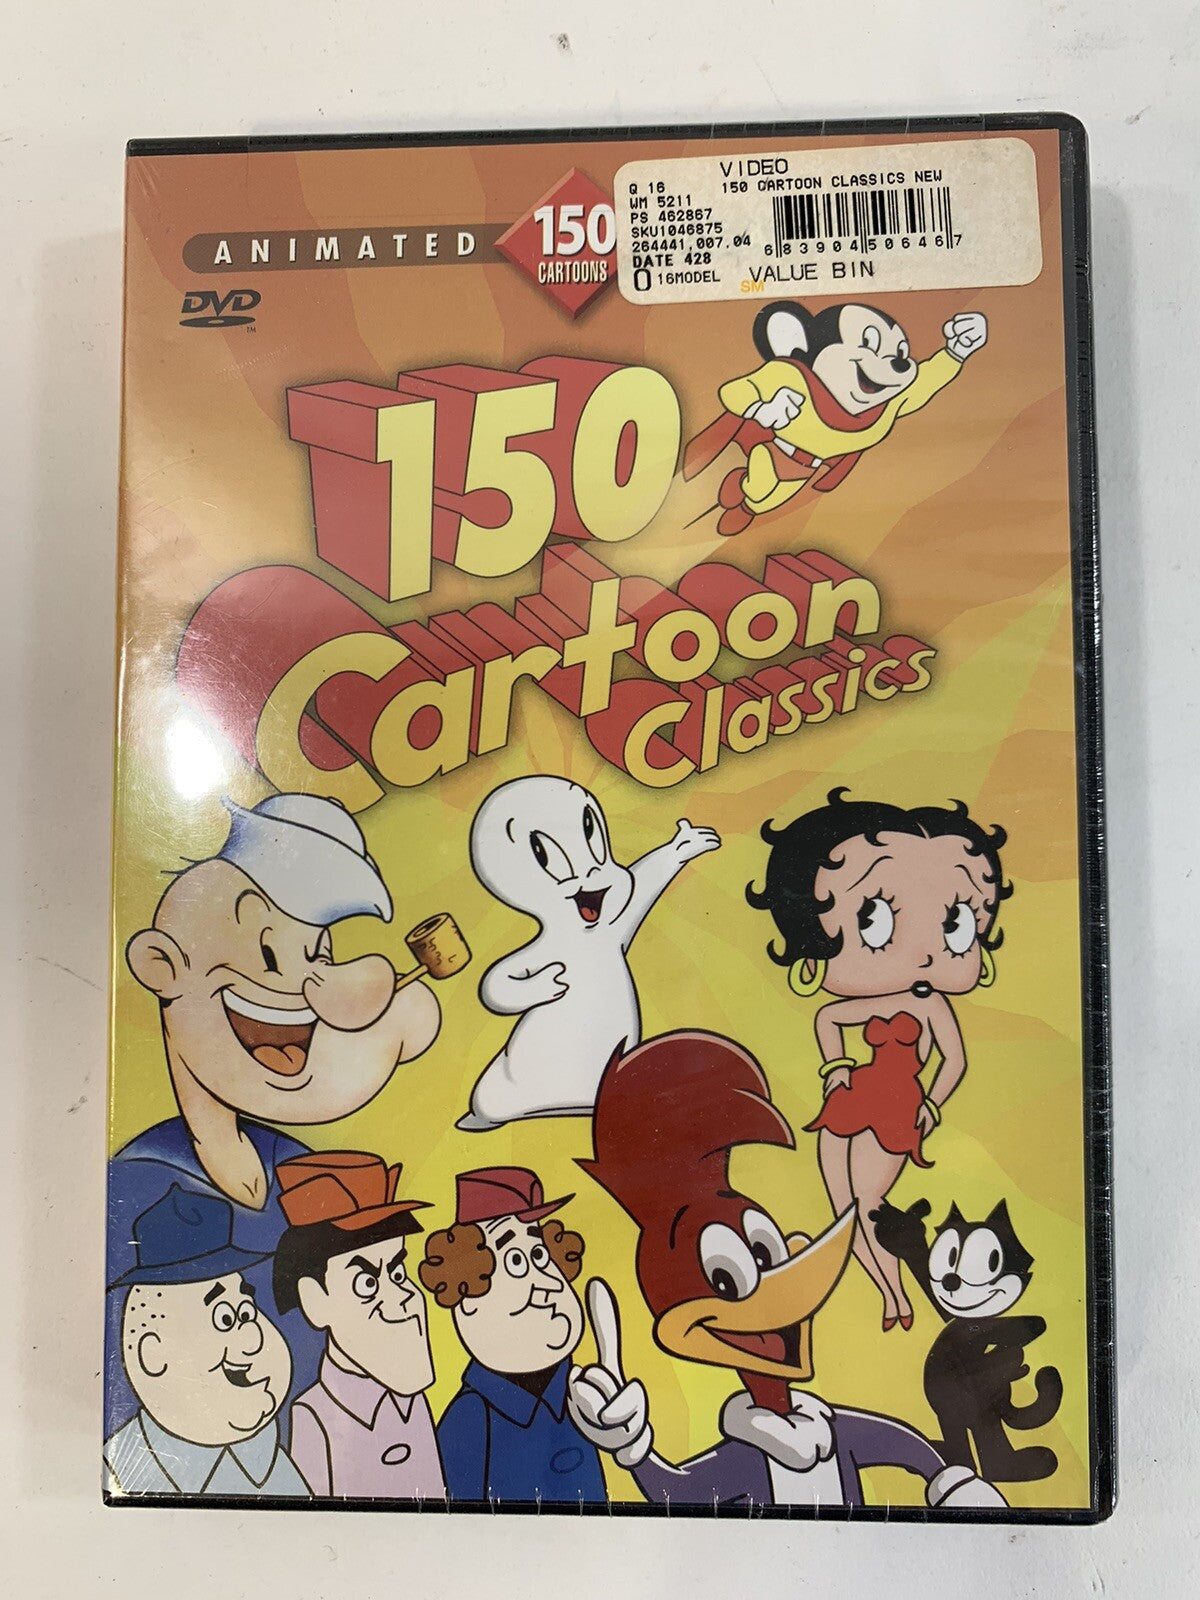 VIDEO
Q 16 150 CARTOON CLASSICS NEW
WM 5211
PS 462867
SKU1046875
264441,007,04
DATE 428
0 16MODEL
6 83904 50646 7
SM VALUE BIN
ANIMATED
150
CARTOONS
DVD
TM
150
Cartoon
Classics